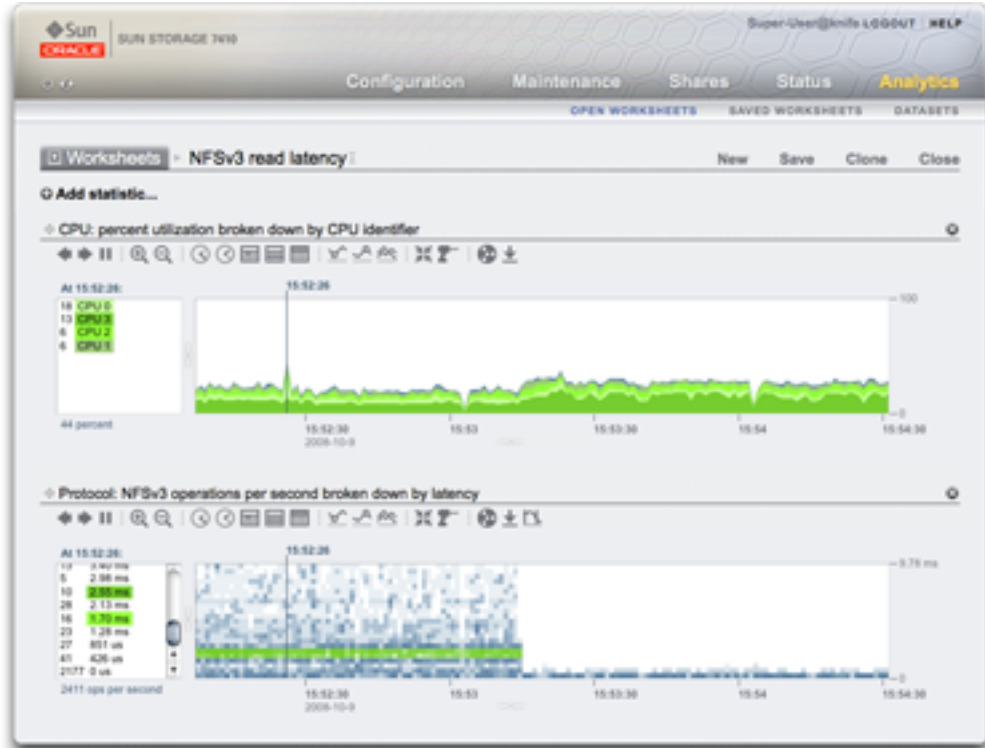 Sun
ORACLE
SUN STORAGE 7410
Super-User@knife LOGOUT HELP
Configuration Maintenance Shares Status Analytics
OPEN WORKSHEETS SAVED WORKSHEETS DATASETS
Worksheets NFSv3 read latency
New Save Clone Close
Add statistic...
CPU: percent utilization broken down by CPU identifier
At 15:52:26:
15:52:26
18 CPU 0
13 CPU 3
6 CPU 2
6 CPU 1
100
0
44 percent
15:52:30 15:53 15:53:30 15:54 15:54:30
2008-10-9
Protocol: NFSv3 operations per second broken down by latency
At 15:52:26:
15:52:26
13 3.40 ms
5 2.98 ms
10 2.55 ms
28 2.13 ms
16 1.70 ms
23 1.28 ms
27 851 us
41 426 us
2177 0 us
9.78 ms
0
2411 ops per second
15:52:30 15:53 15:53:30 15:54 15:54:30
2008-10-9